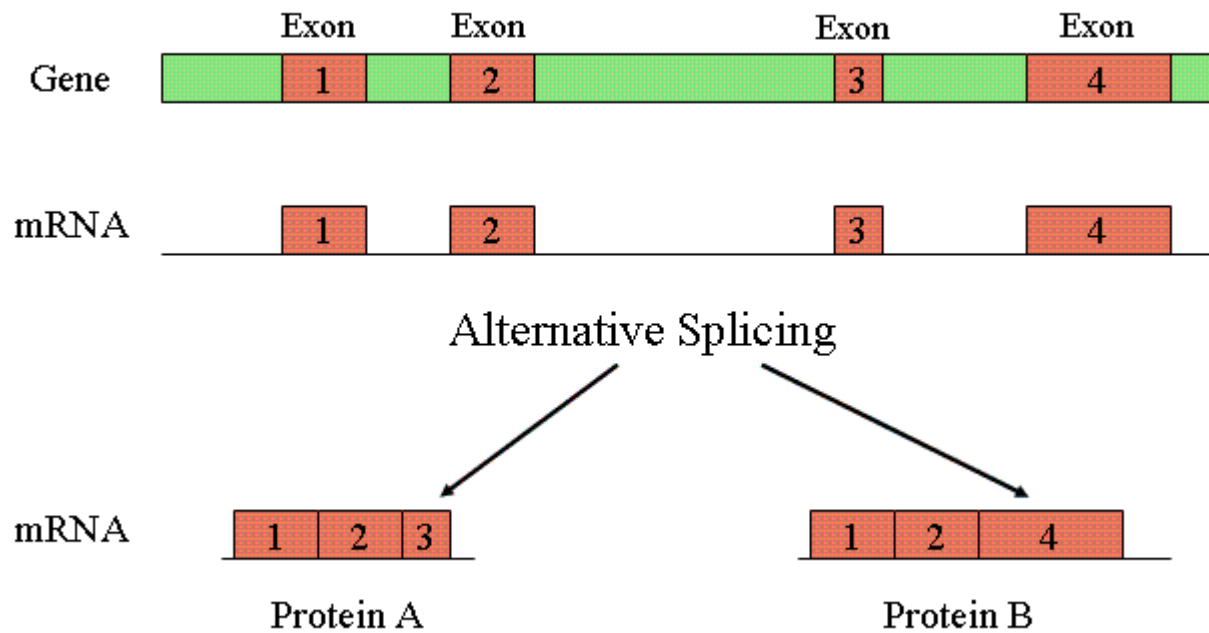 Exon Exon Exon Exon
Gene 1 2 3 4
mRNA 1 2 3 4
Alternative Splicing
mRNA 1 2 3 1 2 4
Protein A Protein B